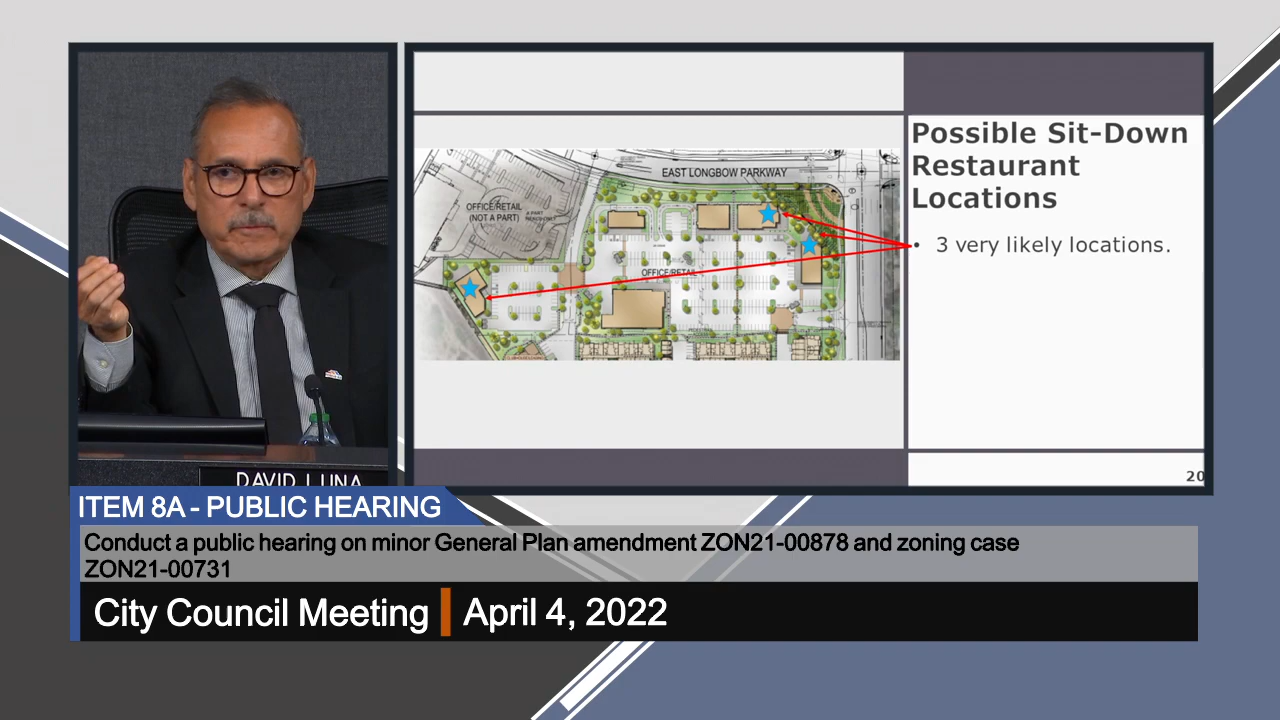 Possible Sit-Down
Restaurant
Locations
• 3 very likely locations.
EAST LONGBOW PARKWAY
OFFICE/RETAIL
(NOT A PART)
OFFICE/RETAIL
20
DAVID LUNA
ITEM 8A - PUBLIC HEARING
Conduct a public hearing on minor General Plan amendment ZON21-00878 and zoning case
ZON21-00731
City Council Meeting
April 4, 2022